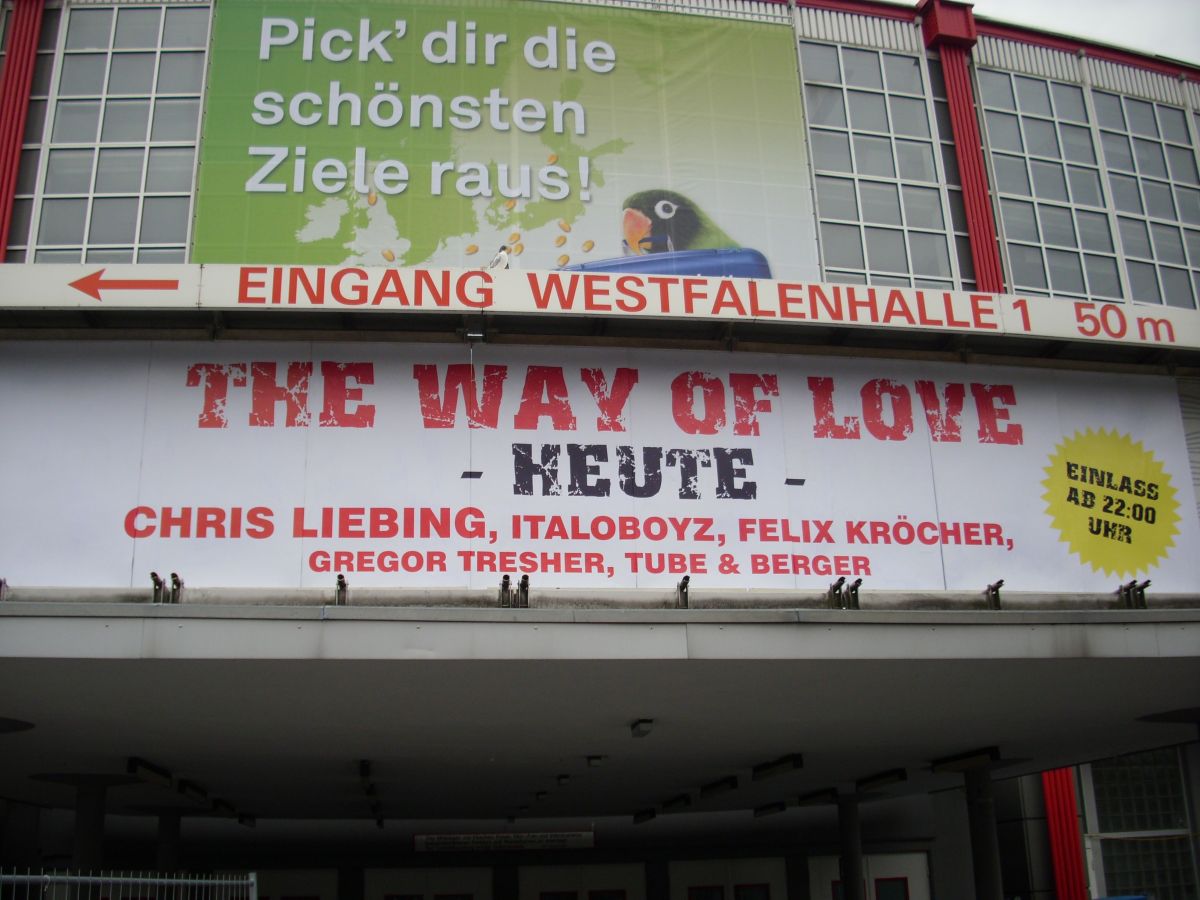 Pick' dir die
schönsten
Ziele raus!
EINGANG WESTFALENHALLE 1 50 m
THE WAY OF LOVE
- HEUTE -
EINLASS
AB 22:00
UHR
CHRIS LIEBING, ITALOBOYZ, FELIX KRÖCHER,
GREGOR TRESHER, TUBE & BERGER